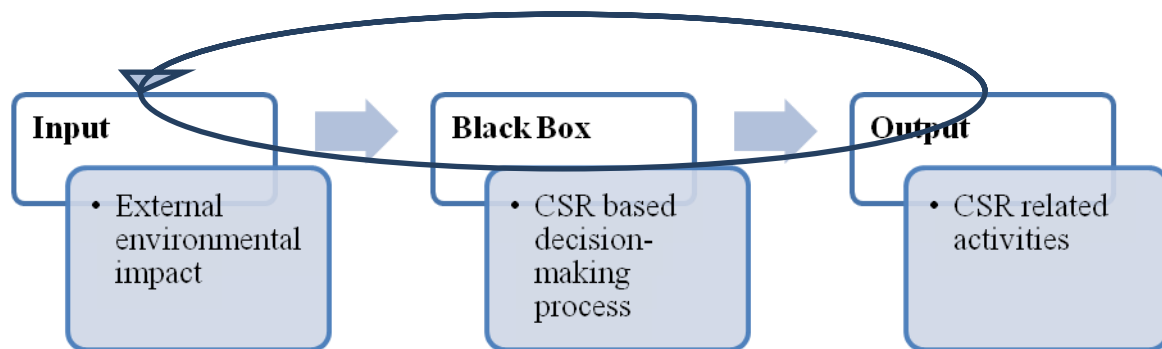 Input
• External
environmental
impact
Black Box
• CSR based
decision-
making
process
Output
• CSR related
activities